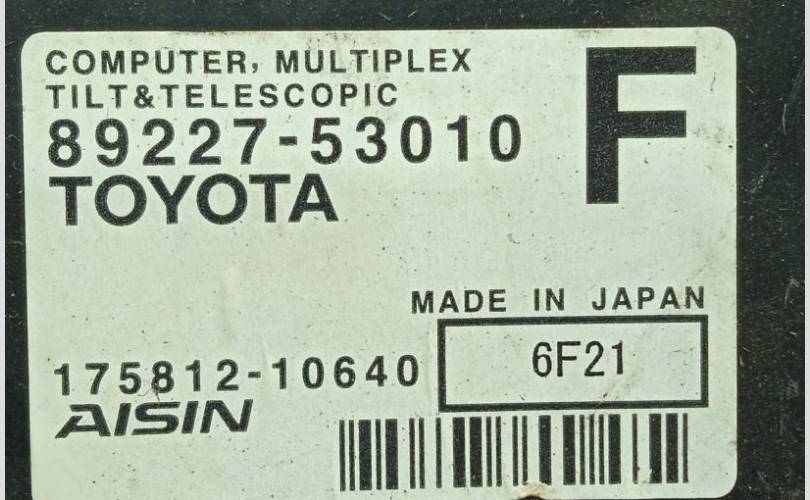 COMPUTER, MULTIPLEX
TILT&TELESCOPIC
F
89227-53010
TOYOTA
MADE IN JAPAN
175812-10640
6F21
AISIN